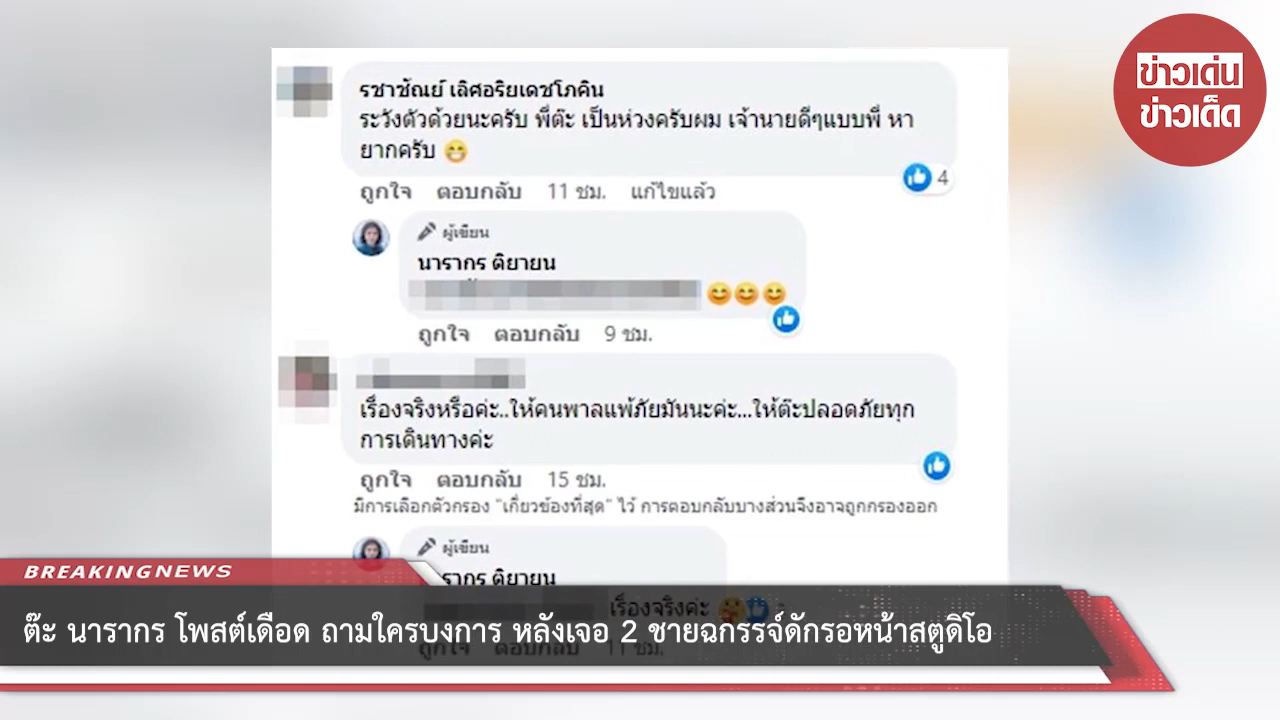 ข่าวเด่น
ข่าวเด็ด
รชาชัณย์ เลิศอริยเดชโภคิน
ระวังตัวด้วยนะครับ พี่ต๊ะ เป็นห่วงครับผม เจ้านายดีๆแบบพี่ หา
ยากครับ 😁
4
ถูกใจ ตอบกลับ 11 ชม. แก้ไขแล้ว
ผู้เขียน
นารากร ติยายน
😊😊😊
ถูกใจ ตอบกลับ 9 ชม.
เรื่องจริงหรือค่ะ..ให้คนพาลแพ้ภัยมันนะค่ะ...ให้ต๊ะปลอดภัยทุก
การเดินทางค่ะ
ถูกใจ ตอบกลับ 15 ชม.
มีการเลือกตัวกรอง "เกี่ยวข้องที่สุด" ไว้ การตอบกลับบางส่วนจึงอาจถูกกรองออก
ผู้เขียน
รากร ติยายน
เรื่องจริงค่ะ
ถูกใจ ตอบกลับ 11 ชม.
BREAKINGNEWS
ต๊ะ นารากร โพสต์เดือด ถามใครบงการ หลังเจอ 2 ชายฉกรรจ์ดักรอหน้าสตูดิโอ